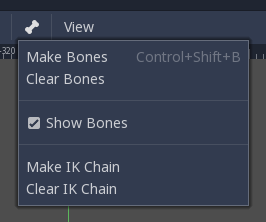 View
-320
Make Bones Control+Shift+B
Clear Bones
Show Bones
Make IK Chain
Clear IK Chain